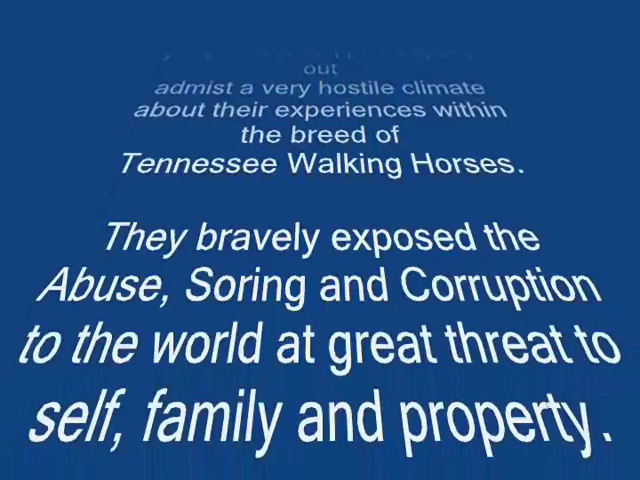 out
admist a very hostile climate
about their experiences within
the breed of
Tennessee Walking Horses.
They bravely exposed the
Abuse, Soring and Corruption
to the world at great threat to
self, family and property.